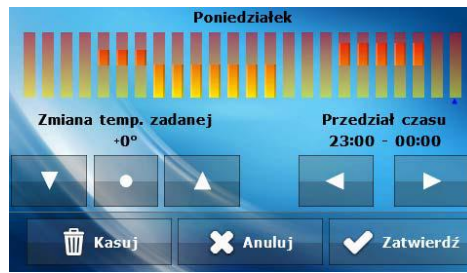 Poniedziałek
Zmiana temp. zadanej
+0°
Przedział czasu
23:00 - 00:00
Kasuj
Anuluj
Zatwierdź